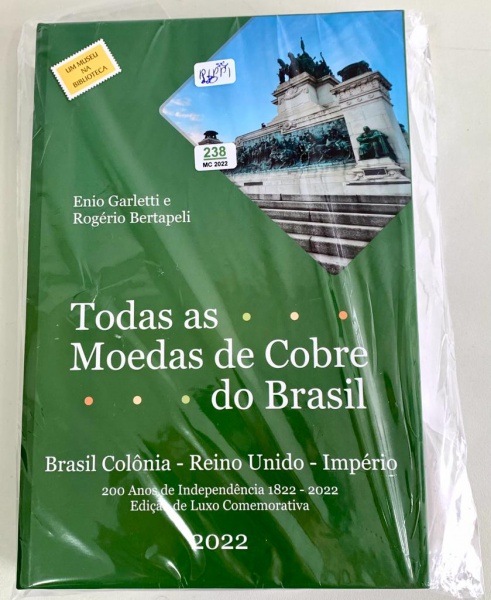 UM MUSEU
NA
BIBLIOTECA
238
MC 2022
Enio Garletti e
Rogério Bertapeli
Todas as
Moedas de Cobre
do Brasil
Brasil Colônia - Reino Unido - Império
200 Anos de Independência 1822 - 2022
Edição de Luxo Comemorativa
2022